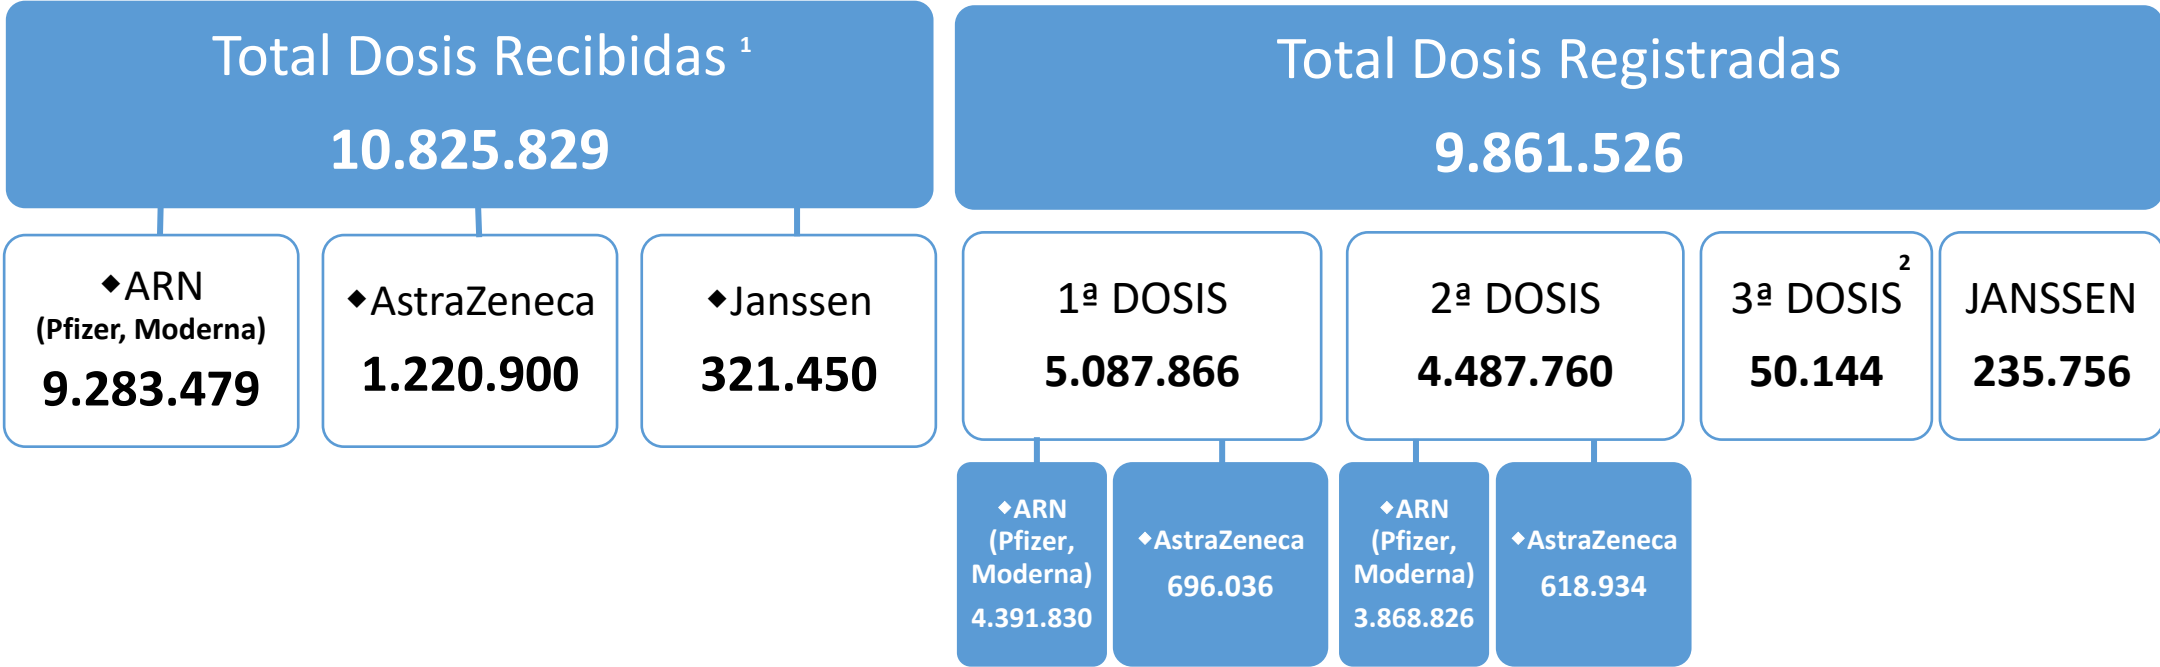 Total Dosis Recibidas ¹
10.825.829
◆ARN
(Pfizer, Moderna)
9.283.479
◆AstraZeneca
1.220.900
◆Janssen
321.450
Total Dosis Registradas
9.861.526
1ª DOSIS
5.087.866
2ª DOSIS
4.487.760
3ª DOSIS ²
50.144
JANSSEN
235.756
◆ARN
(Pfizer,
Moderna)
4.391.830
◆AstraZeneca
696.036
◆ARN
(Pfizer,
Moderna)
3.868.826
◆AstraZeneca
618.934